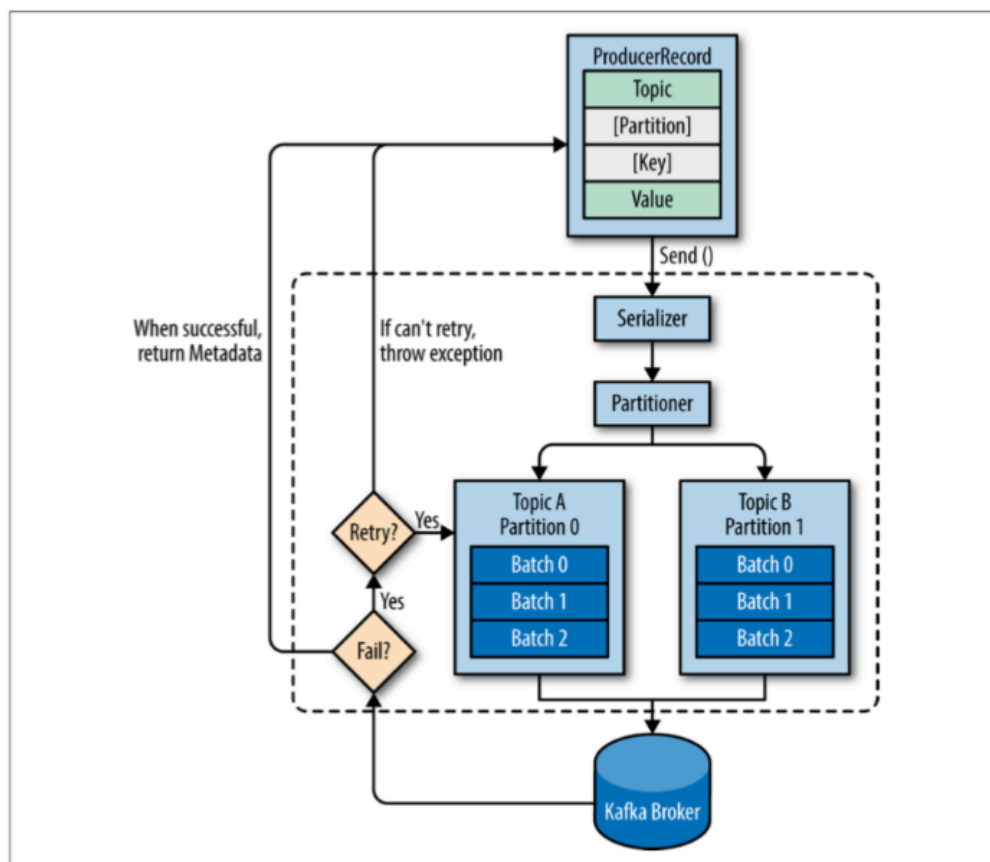 ProducerRecord
Topic
[Partition]
[Key]
Value
Send ()
Serializer
When successful,
return Metadata
If can't retry,
throw exception
Partitioner
Topic A
Partition 0
Batch 0
Batch 1
Batch 2
Topic B
Partition 1
Batch 0
Batch 1
Batch 2
Retry?
Yes
Yes
Fail?
Kafka Broker